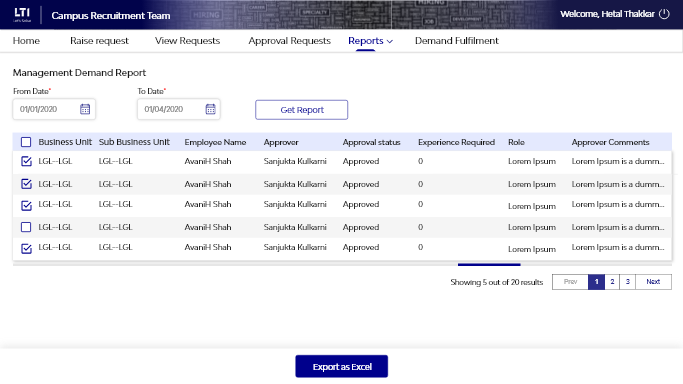 LTI
Let's Solve
Campus Recruitment Team
Welcome, Hetal Thakkar
Home Raise request View Requests Approval Requests Reports Demand Fulfilment
Management Demand Report
From Date* To Date*
01/01/2020 01/04/2020 Get Report
Business Unit Sub Business Unit Employee Name Approver Approval status Experience Required Role Approver Comments
LGL--LGL LGL--LGL AvaniH Shah Sanjukta Kulkarni Approved 0 Lorem Ipsum Lorem Ipsum is a dumm...
LGL--LGL LGL--LGL AvaniH Shah Sanjukta Kulkarni Approved 0 Lorem Ipsum Lorem Ipsum is a dumm...
LGL--LGL LGL--LGL AvaniH Shah Sanjukta Kulkarni Approved 0 Lorem Ipsum Lorem Ipsum is a dumm...
LGL--LGL LGL--LGL AvaniH Shah Sanjukta Kulkarni Approved 0 Lorem Ipsum Lorem Ipsum is a dumm...
LGL--LGL LGL--LGL AvaniH Shah Sanjukta Kulkarni Approved 0 Lorem Ipsum Lorem Ipsum is a dumm...
Showing 5 out of 20 results Prev 1 2 3 Next
Export as Excel